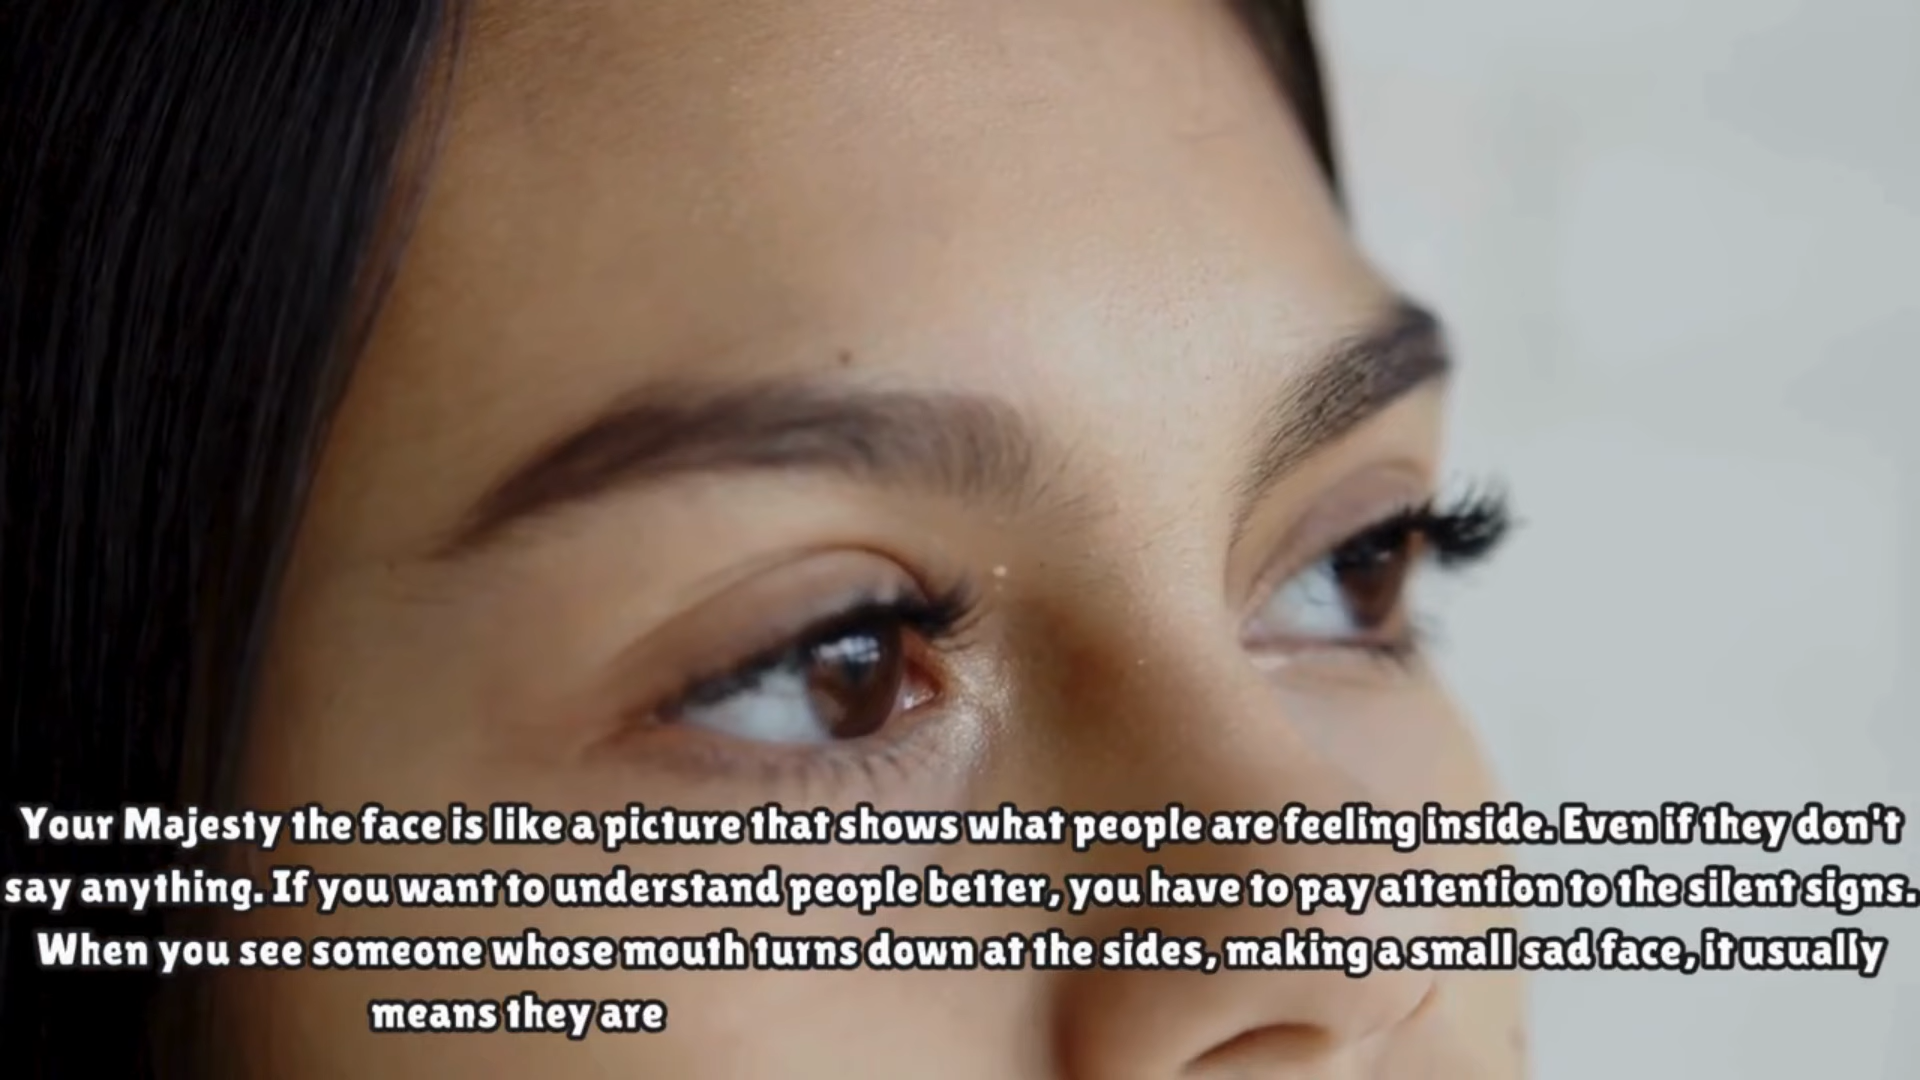 Your Majesty the face is like a picture that shows what people are feeling inside. Even if they don't
say anything. If you want to understand people better, you have to pay attention to the silent signs.
When you see someone whose mouth turns down at the sides, making a small sad face, it usually
means they are